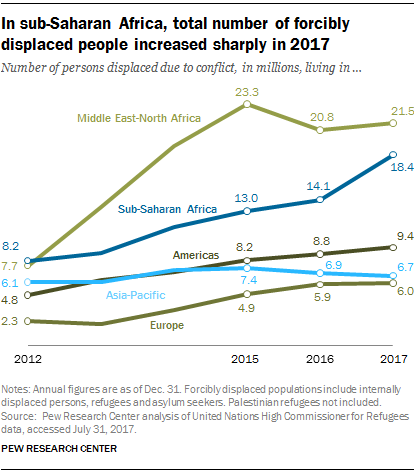 In sub-Saharan Africa, total number of forcibly
displaced people increased sharply in 2017
Number of persons displaced due to conflict, in millions, living in ...
23.3
Middle East-North Africa
20.8
21.5
18.4
8.2
Sub-Saharan Africa
13.0
14.1
7.7
Americas
8.2
8.8
9.4
6.1
Asia-Pacific
7.4
6.9
6.7
4.8
2.3
Europe
4.9
5.9
6.0
2012
2015
2016
2017
Notes: Annual figures are as of Dec. 31. Forcibly displaced populations include internally
displaced persons, refugees and asylum seekers. Palestinian refugees not included.
Source: Pew Research Center analysis of United Nations High Commissioner for Refugees
data, accessed July 31, 2017.
PEW RESEARCH CENTER